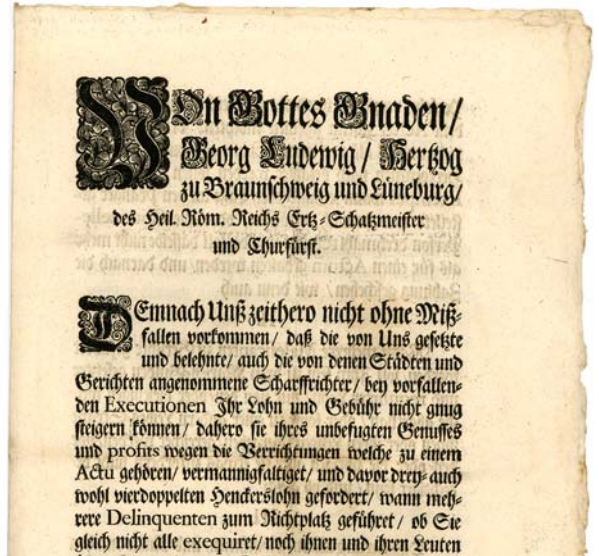 VOn Gottes Gnaden/
Georg Ludewig/ Hertzog
zu Braunschweig und Lüneburg/
des Heil. Röm. Reichs Ertz-Schatzmeister
und Churfürst.
DEmnach Unß zeithero nicht ohne Miß-
fallen vorkommen/ daß die von Uns gesetzte
und belehnte/ auch die von denen Städten und
Gerichten angenommene Scharffrichter/ bey vorfallen-
den Executionen Ihr Lohn und Gebühr nicht gnug
steigern können/ dahero sie ihres unbefugten Genusses
und profits wegen die Verrichtungen welche zu einem
Actu gehören/ vermannigfaltiget/ und davor drey- auch
wohl vierdoppelten Henckerslohn gefordert/ wann meh-
rere Delinquenten zum Richtplatz geführet/ ob Sie
gleich nicht alle exequiret/ noch ihnen und ihren Leuten